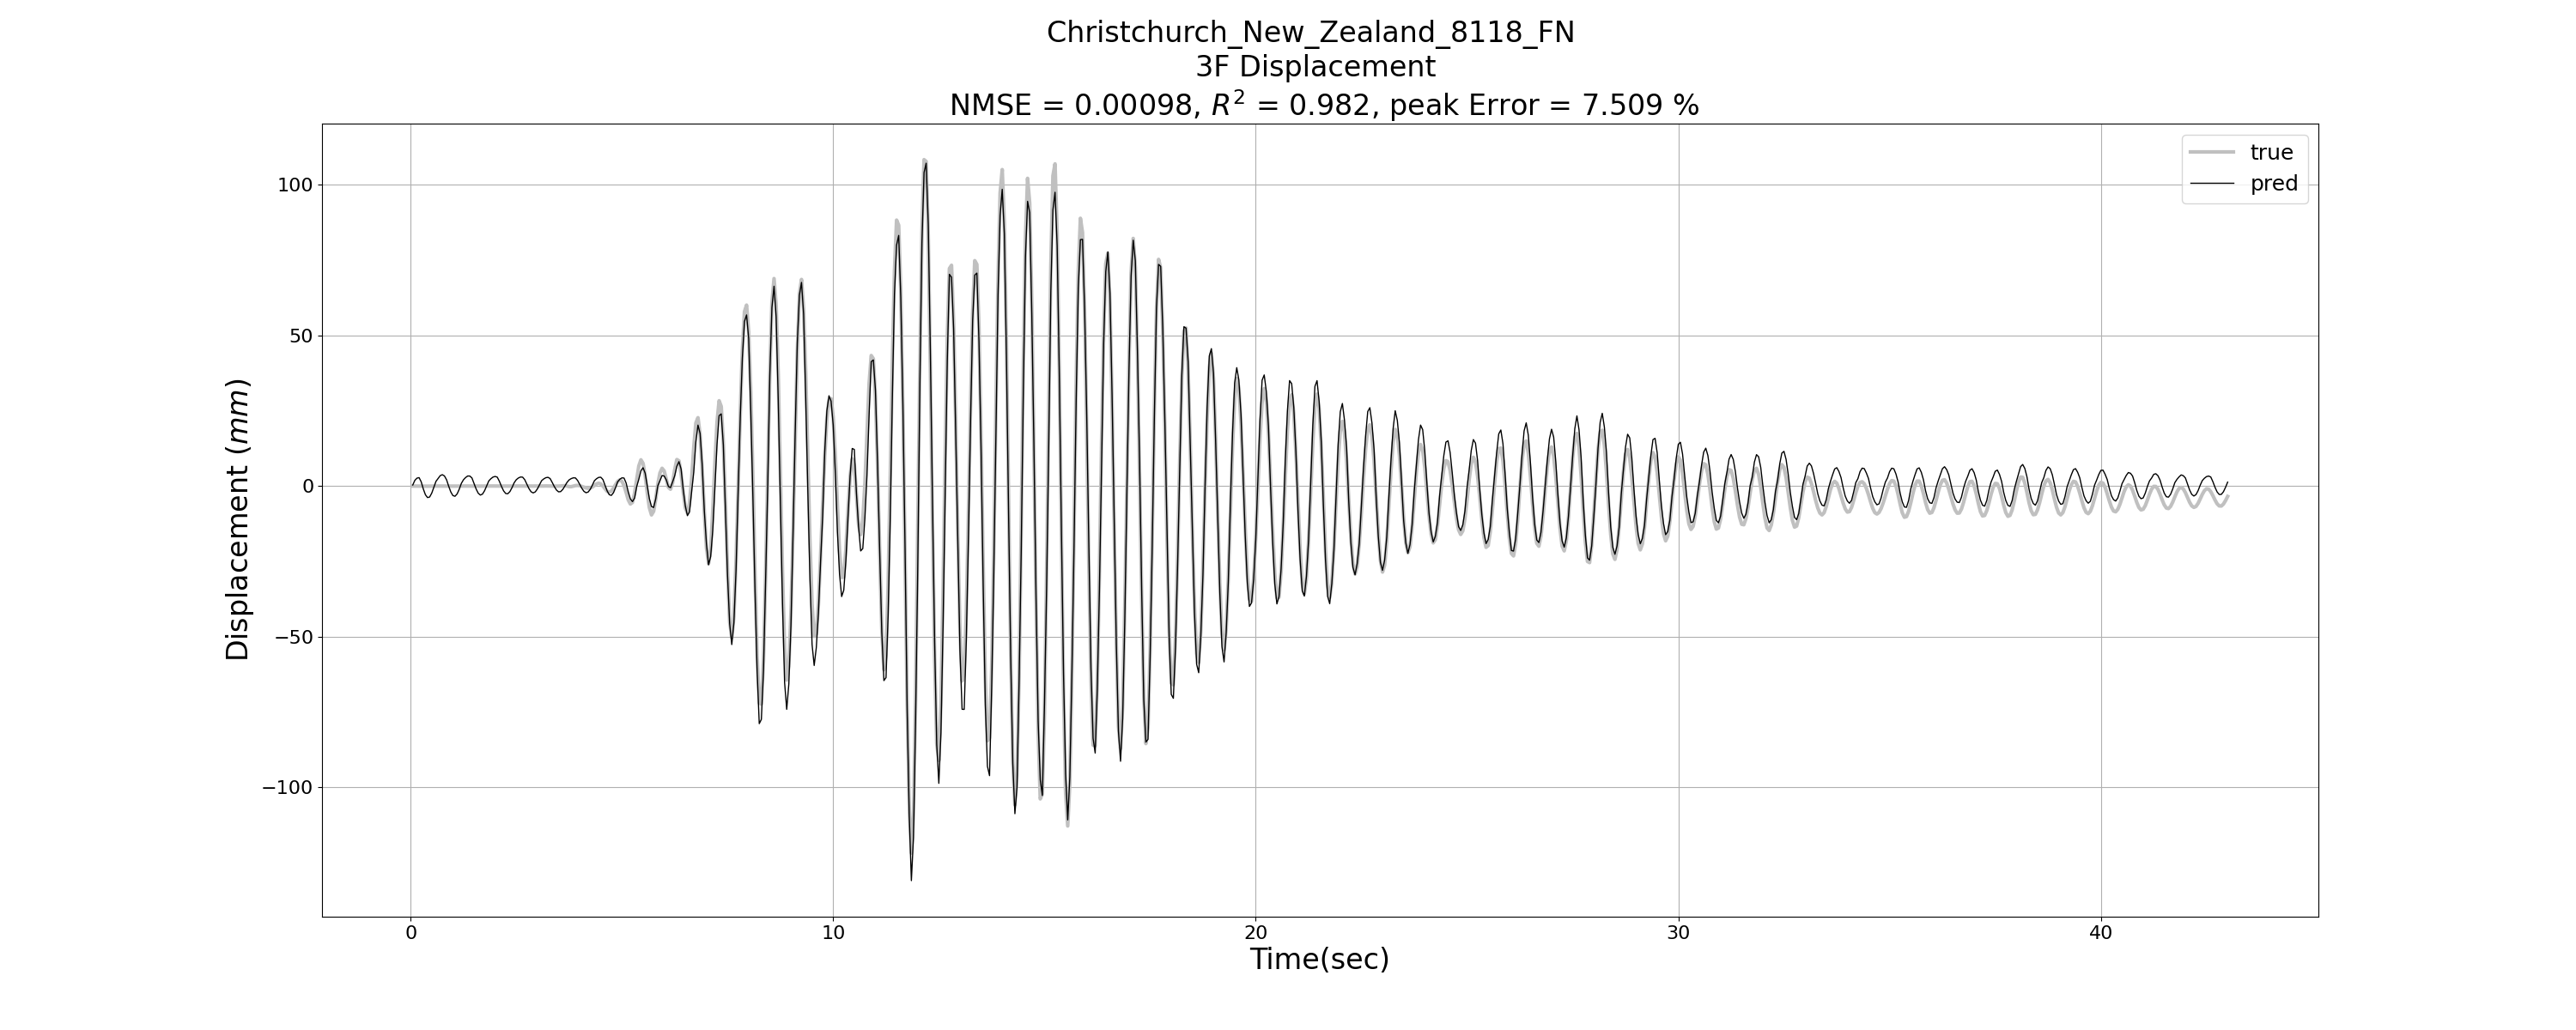 Christchurch_New_Zealand_8118_FN
3F Displacement
NMSE = 0.00098, R² = 0.982, peak Error = 7.509 %
true
pred
Displacement (mm)
100
50
0
−50
−100
0 10 20 30 40
Time(sec)